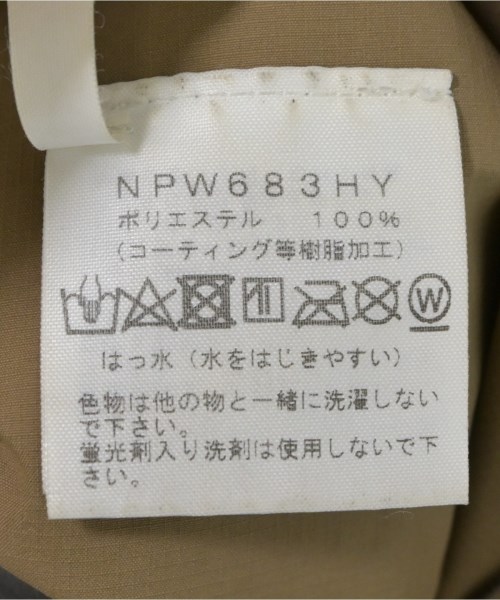 NPW683HY
ポリエステル 100%
(コーティング等樹脂加工)
W
はっ水(水をはじきやすい)
色物は他の物と一緒に洗濯しない
で下さい。
蛍光剤入り洗剤は使用しないで下
さい。